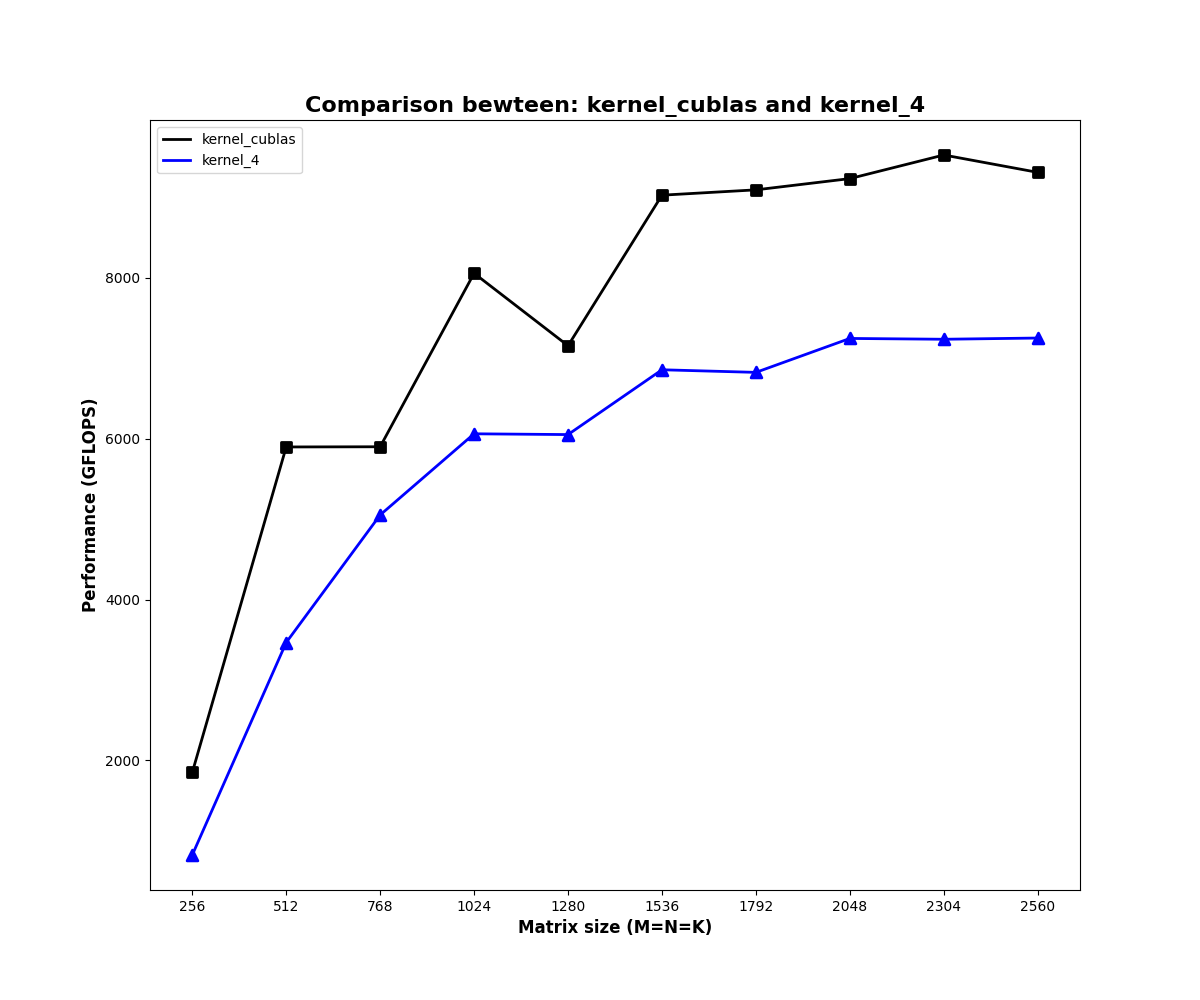 Comparison bewteen: kernel_cublas and kernel_4
kernel_cublas
kernel_4
8000
6000
4000
2000
Performance (GFLOPS)
256 512 768 1024 1280 1536 1792 2048 2304 2560
Matrix size (M=N=K)